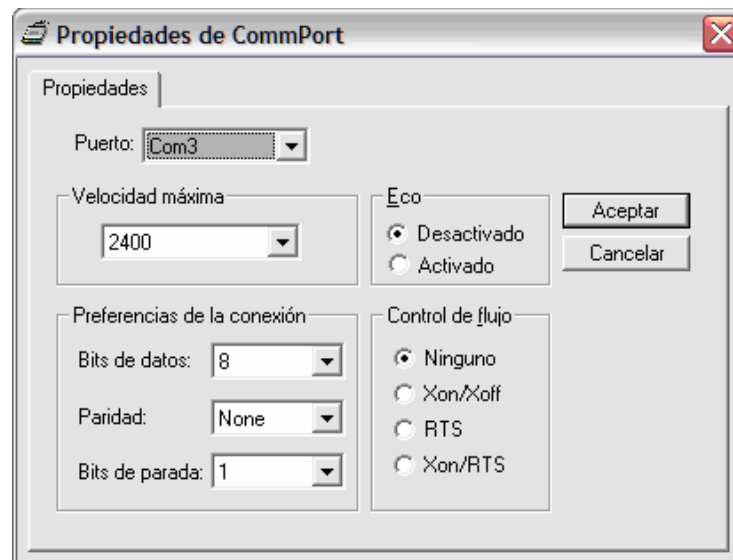 Propiedades de CommPort
Propiedades
Puerto: Com3
Velocidad máxima
2400
Eco
Desactivado
Activado
Aceptar
Cancelar
Preferencias de la conexión
Bits de datos: 8
Paridad: None
Bits de parada: 1
Control de flujo
Ninguno
Xon/Xoff
RTS
Xon/RTS